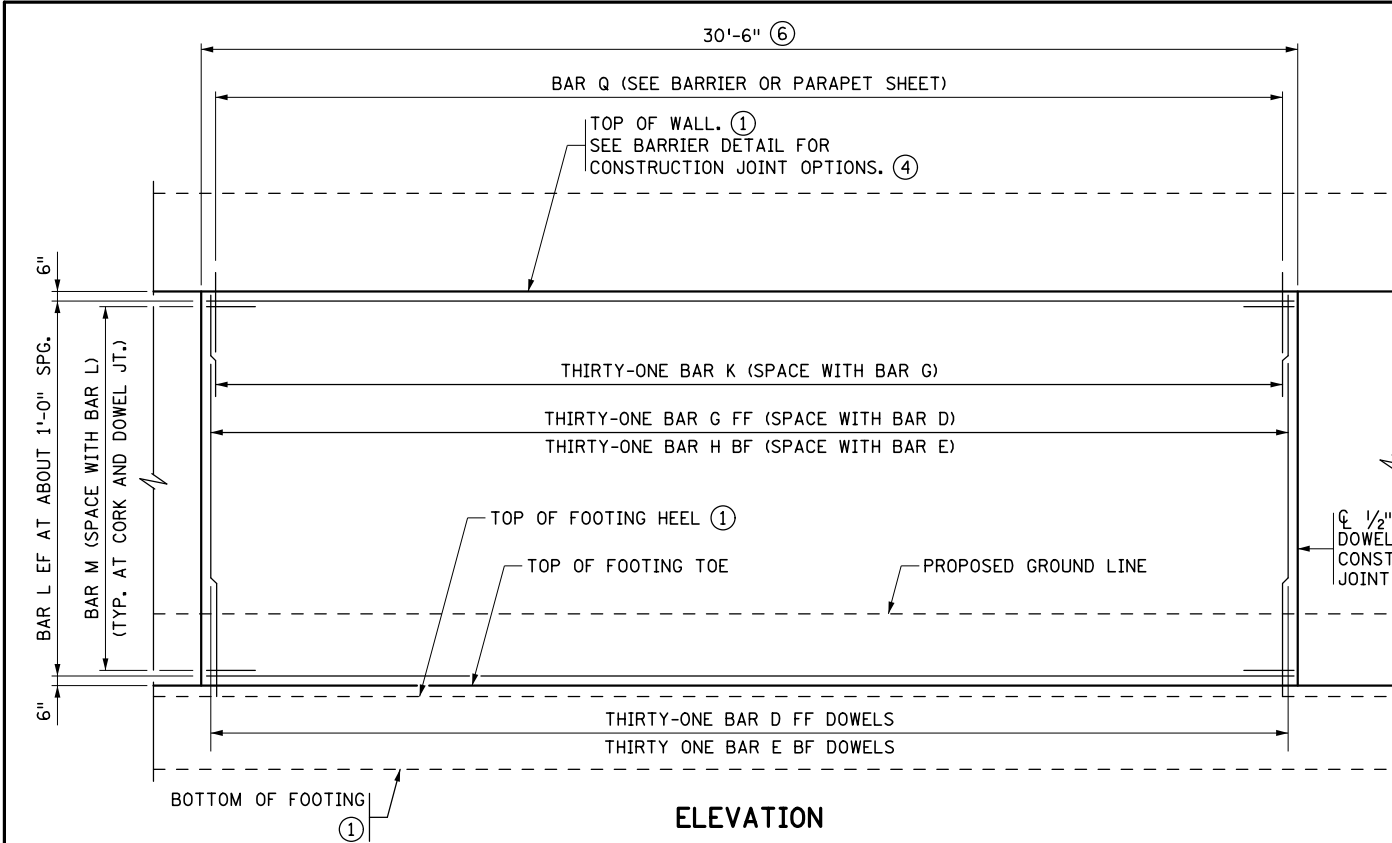 30'-6" ⑥
BAR Q (SEE BARRIER OR PARAPET SHEET)
TOP OF WALL. ①
SEE BARRIER DETAIL FOR
CONSTRUCTION JOINT OPTIONS. ④
6"
BAR L EF AT ABOUT 1'-0" SPG.
BAR M (SPACE WITH BAR L)
(TYP. AT CORK AND DOWEL JT.)
6"
THIRTY-ONE BAR K (SPACE WITH BAR G)
THIRTY-ONE BAR G FF (SPACE WITH BAR D)
THIRTY-ONE BAR H BF (SPACE WITH BAR E)
TOP OF FOOTING HEEL ①
TOP OF FOOTING TOE
PROPOSED GROUND LINE
℄ 1/2"
DOWEL
CONST
JOINT
THIRTY-ONE BAR D FF DOWELS
THIRTY ONE BAR E BF DOWELS
BOTTOM OF FOOTING
①
ELEVATION